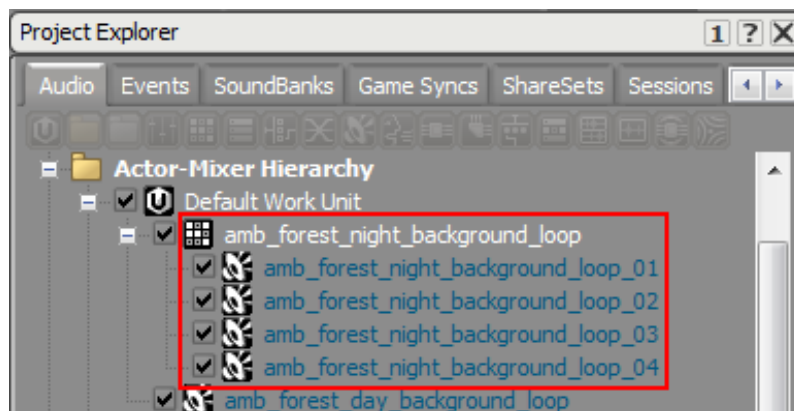 Project Explorer
1 ? X
Audio Events SoundBanks Game Syncs ShareSets Sessions
Actor-Mixer Hierarchy
Default Work Unit
amb_forest_night_background_loop
amb_forest_night_background_loop_01
amb_forest_night_background_loop_02
amb_forest_night_background_loop_03
amb_forest_night_background_loop_04
amb_forest_day_background_loop